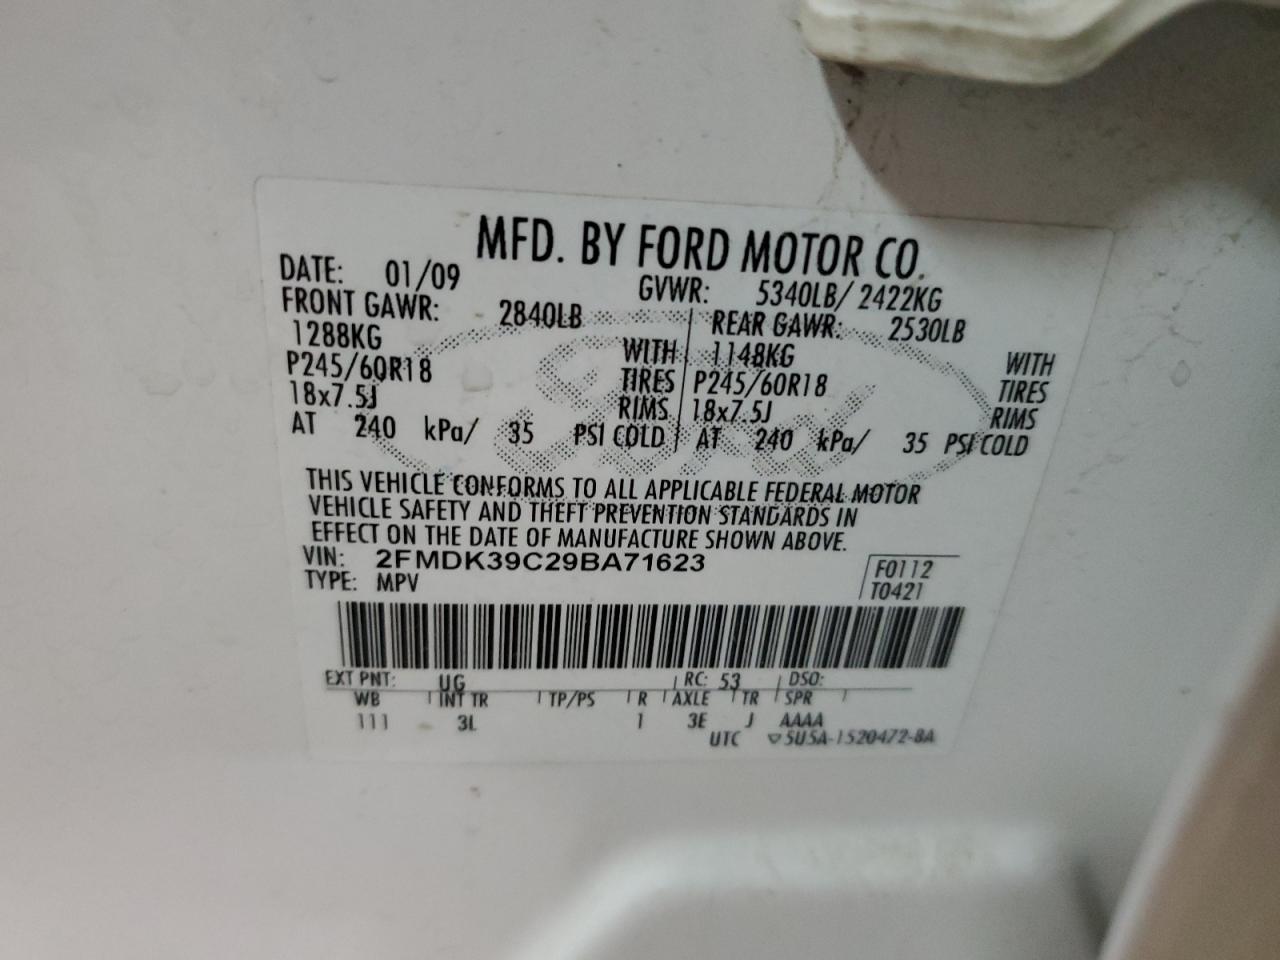 MFD. BY FORD MOTOR CO.
DATE: 01/09 GVWR: 5340LB/ 2422KG
FRONT GAWR: 2840LB REAR GAWR: 2530LB
1288KG WITH 1148KG WITH
P245/60R18 TIRES P245/60R18 TIRES
18x7.5J RIMS 18x7.5J RIMS
AT 240 kPa/ 35 PSI COLD AT 240 kPa/ 35 PSI COLD
Ford
THIS VEHICLE CONFORMS TO ALL APPLICABLE FEDERAL MOTOR
VEHICLE SAFETY AND THEFT PREVENTION STANDARDS IN
EFFECT ON THE DATE OF MANUFACTURE SHOWN ABOVE.
VIN: 2FMDK39C29BA71623 F0112
TYPE: MPV T0421
EXT PNT: UG RC: 53 DSO:
WB INT TR TP/PS R AXLE TR SPR
111 3L 1 3E J AAAA
UTC ▽5U5A-1520472-BA